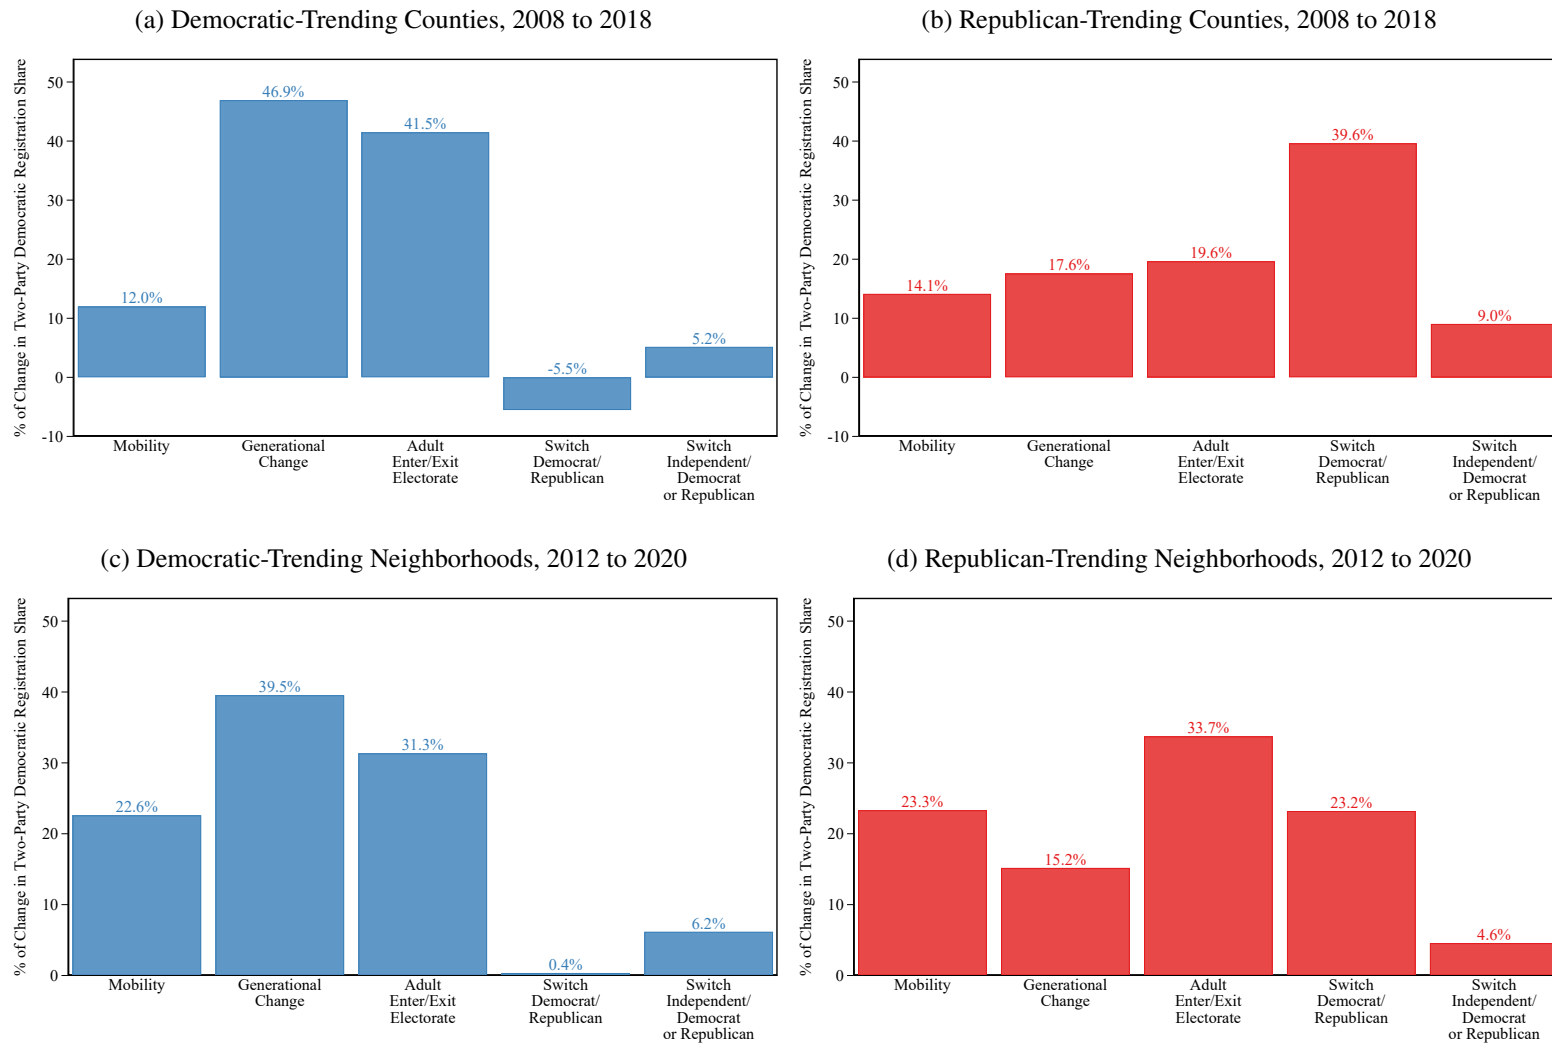 (a) Democratic-Trending Counties, 2008 to 2018
% of Change in Two-Party Democratic Registration Share
50
40
30
20
10
0
-10
12.0%
46.9%
41.5%
-5.5%
5.2%
Mobility
Generational
Change
Adult
Enter/Exit
Electorate
Switch
Democrat/
Republican
Switch
Independent/
Democrat
or Republican
(b) Republican-Trending Counties, 2008 to 2018
% of Change in Two-Party Democratic Registration Share
50
40
30
20
10
0
-10
14.1%
17.6%
19.6%
39.6%
9.0%
Mobility
Generational
Change
Adult
Enter/Exit
Electorate
Switch
Democrat/
Republican
Switch
Independent/
Democrat
or Republican
(c) Democratic-Trending Neighborhoods, 2012 to 2020
% of Change in Two-Party Democratic Registration Share
50
40
30
20
10
0
22.6%
39.5%
31.3%
0.4%
6.2%
Mobility
Generational
Change
Adult
Enter/Exit
Electorate
Switch
Democrat/
Republican
Switch
Independent/
Democrat
or Republican
(d) Republican-Trending Neighborhoods, 2012 to 2020
% of Change in Two-Party Democratic Registration Share
50
40
30
20
10
0
23.3%
15.2%
33.7%
23.2%
4.6%
Mobility
Generational
Change
Adult
Enter/Exit
Electorate
Switch
Democrat/
Republican
Switch
Independent/
Democrat
or Republican